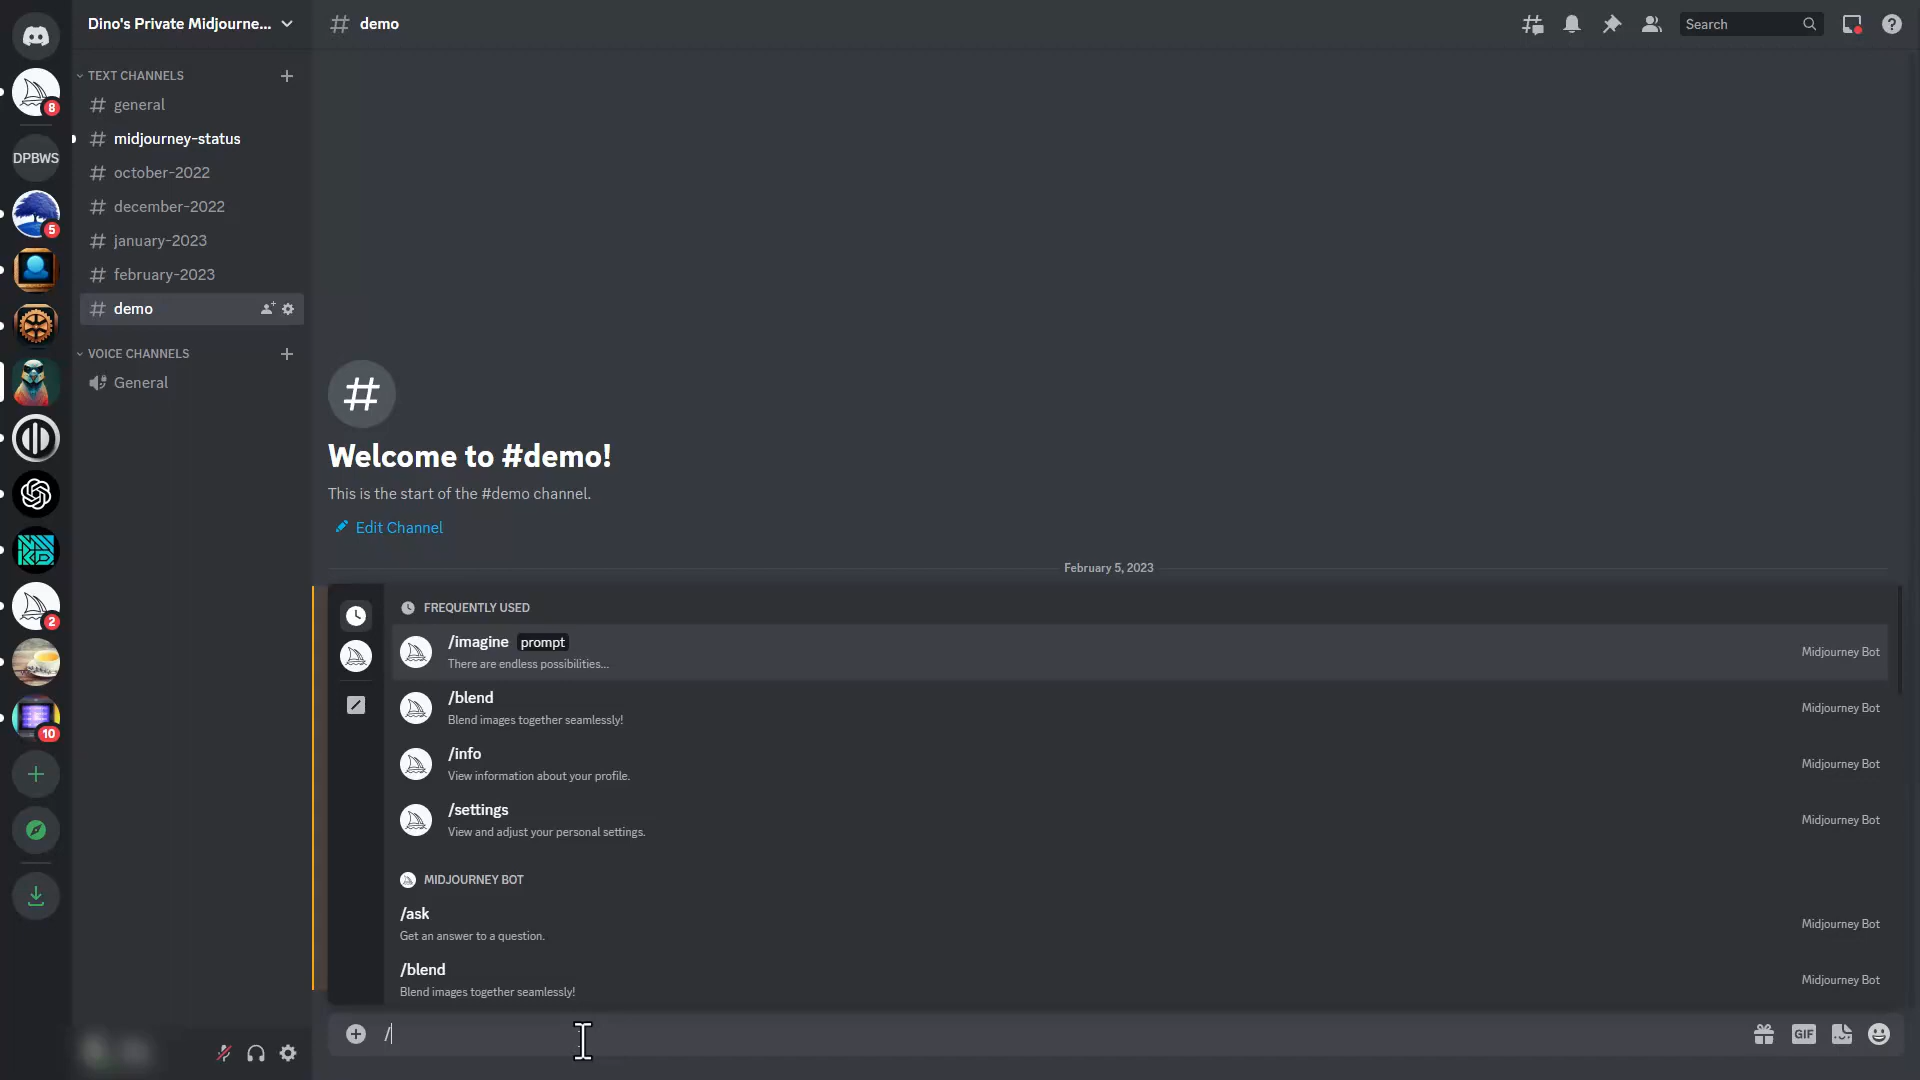 Dino's Private Midjourne...
demo
Search
TEXT CHANNELS
general
midjourney-status
october-2022
december-2022
january-2023
february-2023
demo
VOICE CHANNELS
General
8
DPBWS
5
2
10
Welcome to #demo!
This is the start of the #demo channel.
Edit Channel
February 5, 2023
FREQUENTLY USED
/imagine prompt
There are endless possibilities...
Midjourney Bot
/blend
Blend images together seamlessly!
Midjourney Bot
/info
View information about your profile.
Midjourney Bot
/settings
View and adjust your personal settings.
Midjourney Bot
MIDJOURNEY BOT
/ask
Get an answer to a question.
Midjourney Bot
/blend
Blend images together seamlessly!
Midjourney Bot
/
GIF